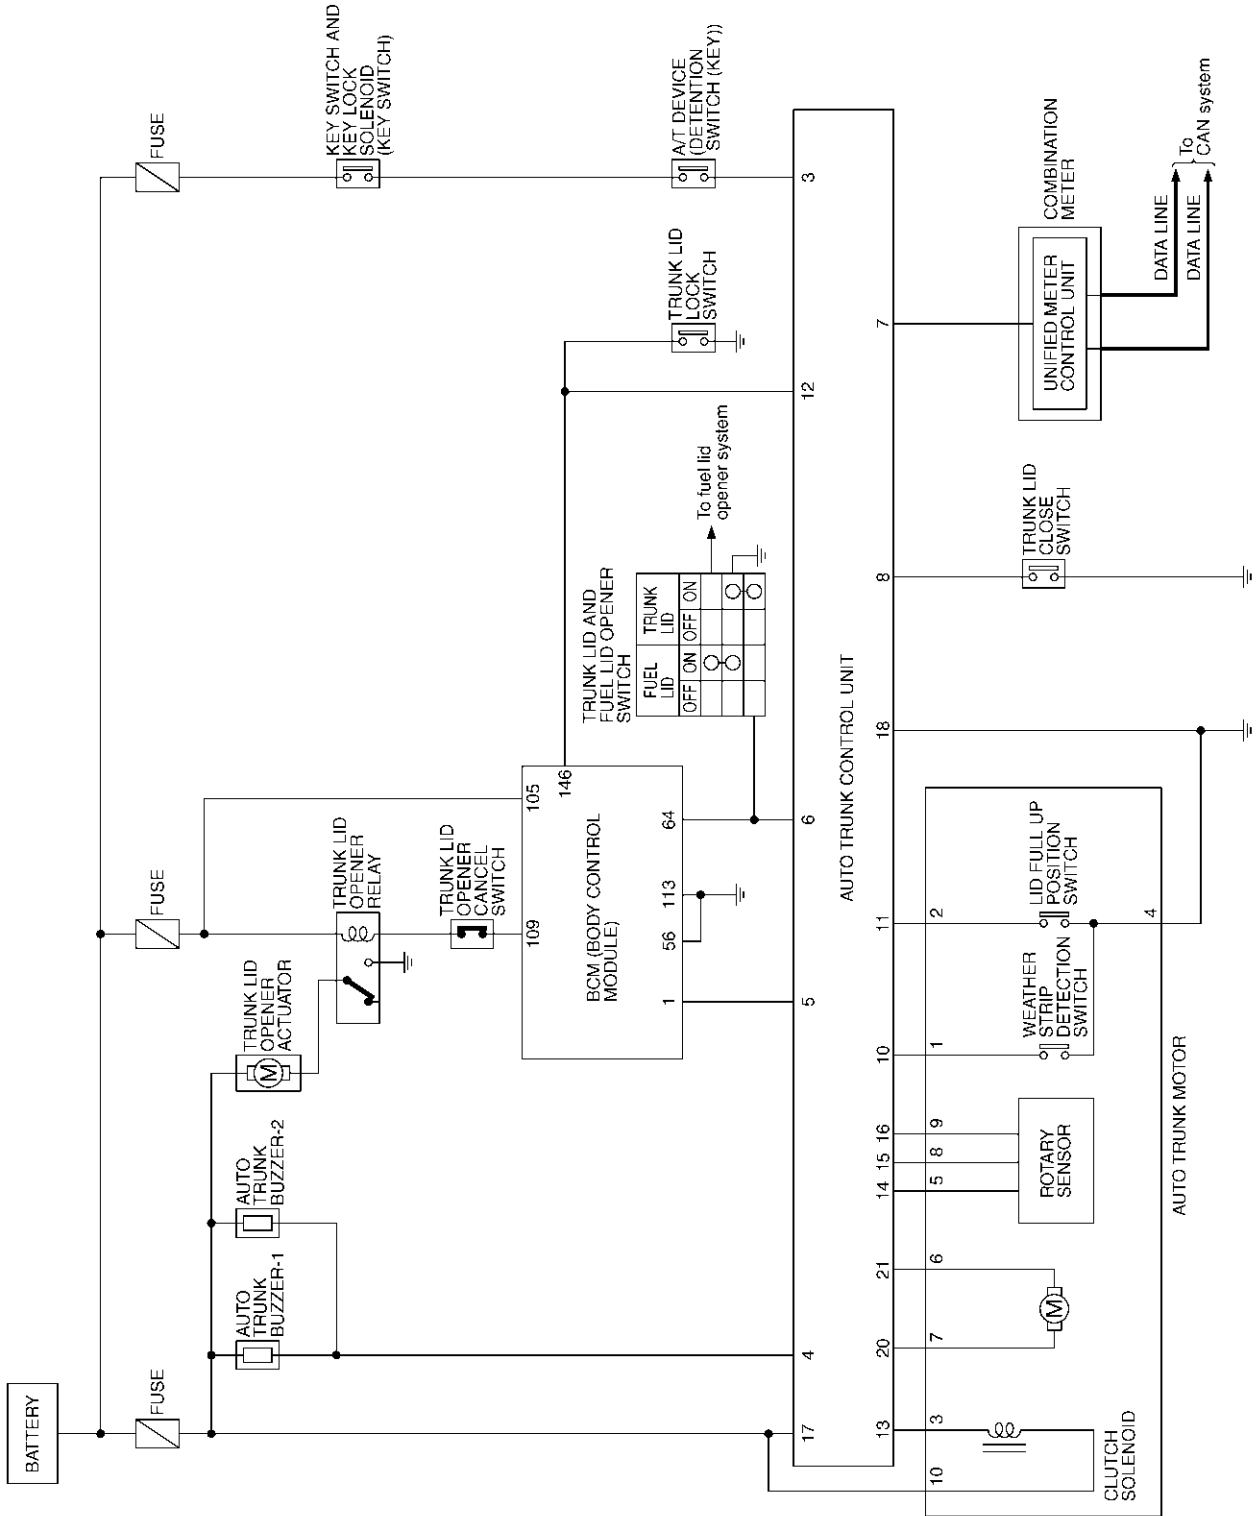 BATTERY
FUSE
FUSE
FUSE
AUTO
TRUNK
BUZZER-1
AUTO
TRUNK
BUZZER-2
TRUNK LID
OPENER
ACTUATOR
TRUNK LID
OPENER
RELAY
KEY SWITCH AND
KEY LOCK
SOLENOID
(KEY SWITCH)
M
TRUNK LID
OPENER
CANCEL
SWITCH
109
105
146
BCM (BODY CONTROL
MODULE)
1
56
113
64
TRUNK LID AND
FUEL LID OPENER
SWITCH
FUEL
LID
TRUNK
LID
OFF
ON
OFF
ON
To fuel lid
opener system
TRUNK LID
LOCK
SWITCH
A/T DEVICE
(DETENTION
SWITCH (KEY))
17
4
5
6
12
3
AUTO TRUNK CONTROL UNIT
13
20
21
14
15
16
10
11
18
8
7
10
3
7
6
5
8
9
1
2
CLUTCH
SOLENOID
M
ROTARY
SENSOR
WEATHER
STRIP
DETECTION
SWITCH
LID FULL UP
POSITION
SWITCH
4
AUTO TRUNK MOTOR
TRUNK LID
CLOSE
SWITCH
UNIFIED METER
CONTROL UNIT
COMBINATION
METER
DATA LINE
DATA LINE
To
CAN system